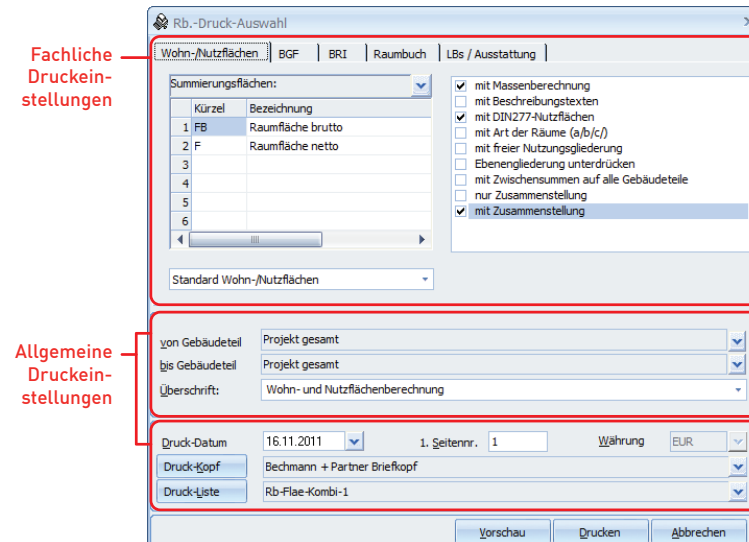 Rb.-Druck-Auswahl
Fachliche
Druckein-
stellungen
Wohn-/Nutzflächen
BGF
BRI
Raumbuch
LBs / Ausstattung
Summierungsflächen:
Kürzel Bezeichnung
1 FB Raumfläche brutto
2 F Raumfläche netto
3
4
5
6
mit Massenberechnung
mit Beschreibungstexten
mit DIN277-Nutzflächen
mit Art der Räume (a/b/c/)
mit freier Nutzungsgliederung
Ebenengliederung unterdrücken
mit Zwischensummen auf alle Gebäudeteile
nur Zusammenstellung
mit Zusammenstellung
Standard Wohn-/Nutzflächen
Allgemeine
Druckein-
stellungen
von Gebäudeteil Projekt gesamt
bis Gebäudeteil Projekt gesamt
Überschrift: Wohn- und Nutzflächenberechnung
Druck-Datum 16.11.2011 1. Seitennr. 1 Währung EUR
Druck-Kopf Bechmann + Partner Briefkopf
Druck-Liste Rb-Flae-Kombi-1
Vorschau Drucken Abbrechen